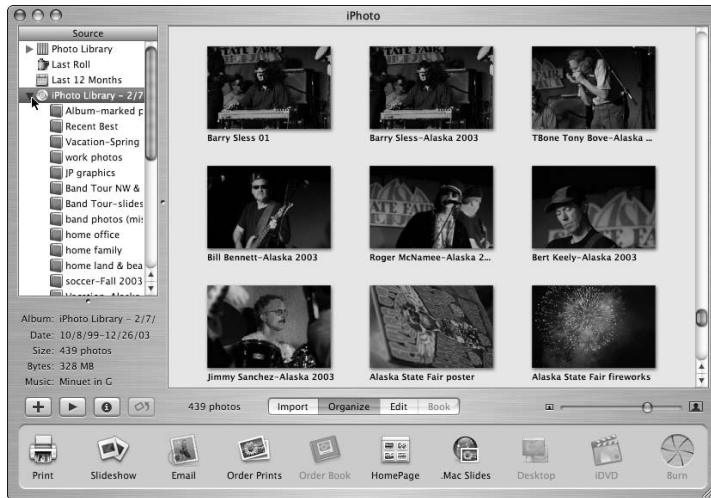 iPhoto
Source
Photo Library
Last Roll
Last 12 Months
iPhoto Library – 2/7
Album-marked p
Recent Best
Vacation-Spring
work photos
JP graphics
Band Tour NW &
Band Tour-slides
band photos (mi
home office
home family
home land & bea
soccer-Fall 2003
Album: iPhoto Library – 2/7/
Date: 10/8/99-12/26/03
Size: 439 photos
Bytes: 328 MB
Music: Minuet in G
STATE FAIR
STATE FAIR
Barry Sless 01
Barry Sless-Alaska 2003
TBone Tony Bove-Alaska ...
Bill Bennett-Alaska 2003
Roger McNamee-Alaska 2...
Bert Keely-Alaska 2003
Jimmy Sanchez-Alaska 2003
Alaska State Fair poster
Alaska State Fair fireworks
439 photos
Import
Organize
Edit
Book
Print
Slideshow
Email
Order Prints
Order Book
HomePage
.Mac Slides
Desktop
iDVD
Burn